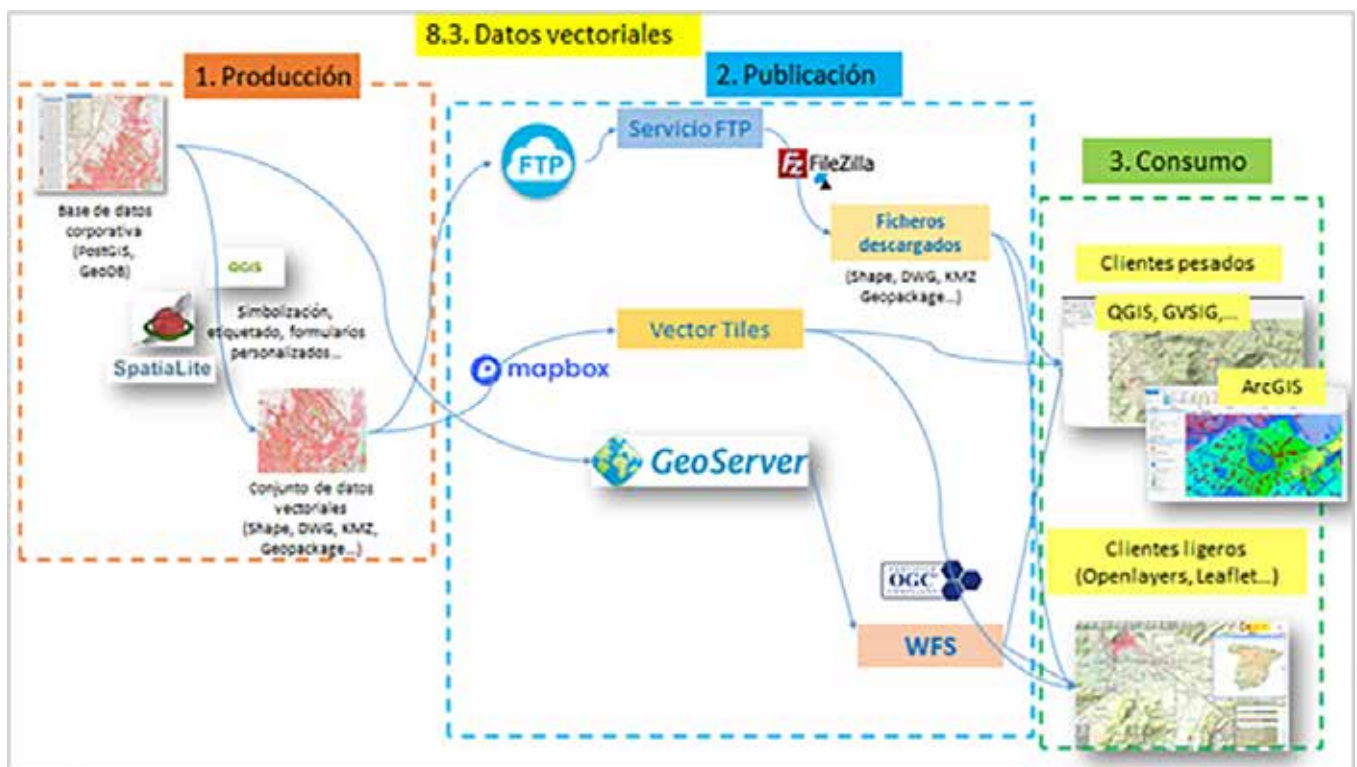 8.3. Datos vectoriales
1. Producción
2. Publicación
3. Consumo
Base de datos
corporativa
(PostGIS,
GeoDB)
QGIS
SpatiaLite
Simbolización,
etiquetado, formularios
personalizados...
Conjunto de datos
vectoriales
(Shape, DWG, KMZ,
Geopackage...)
FTP
Servicio FTP
Fz FileZilla
Ficheros
descargados
(Shape, DWG, KMZ
Geopackage...)
mapbox
Vector Tiles
GeoServer
OGC
WFS
Clientes pesados
QGIS, GVSIG,...
ArcGIS
Clientes ligeros
(Openlayers, Leaflet...)